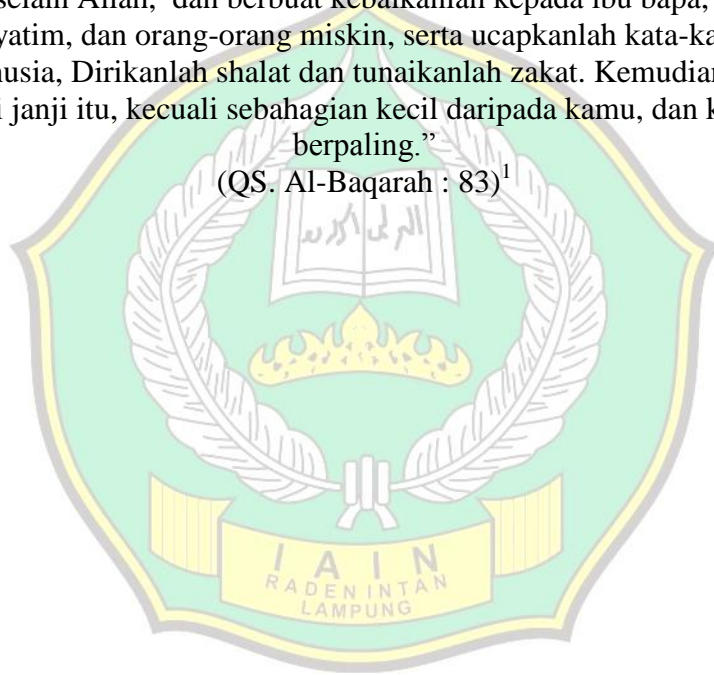 selain Allah, dan berbuat kebaikanlah kepada ibu bapa,
yatim, dan orang-orang miskin, serta ucapkanlah kata-ka
nusia, Dirikanlah shalat dan tunaikanlah zakat. Kemudian
i janji itu, kecuali sebahagian kecil daripada kamu, dan k
berpaling.”
(QS. Al-Baqarah : 83)1
I A I N
RADEN INTAN
LAMPUNG